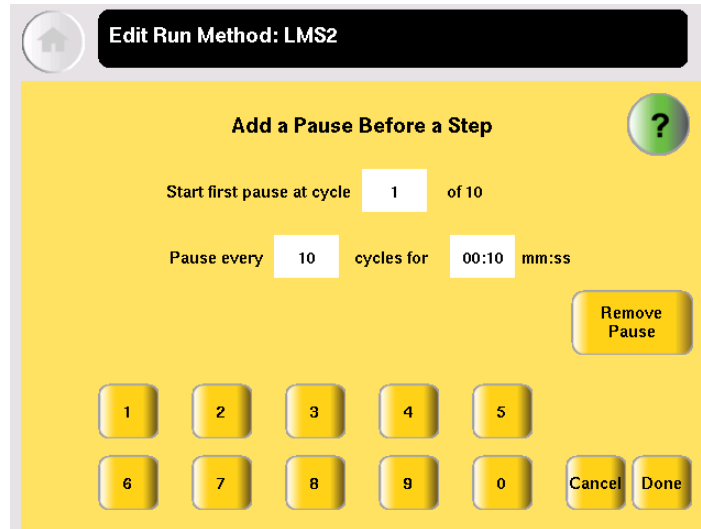 Edit Run Method: LMS2
Add a Pause Before a Step
?
Start first pause at cycle 1 of 10
Pause every 10 cycles for 00:10 mm:ss
Remove
Pause
1 2 3 4 5
6 7 8 9 0 Cancel Done